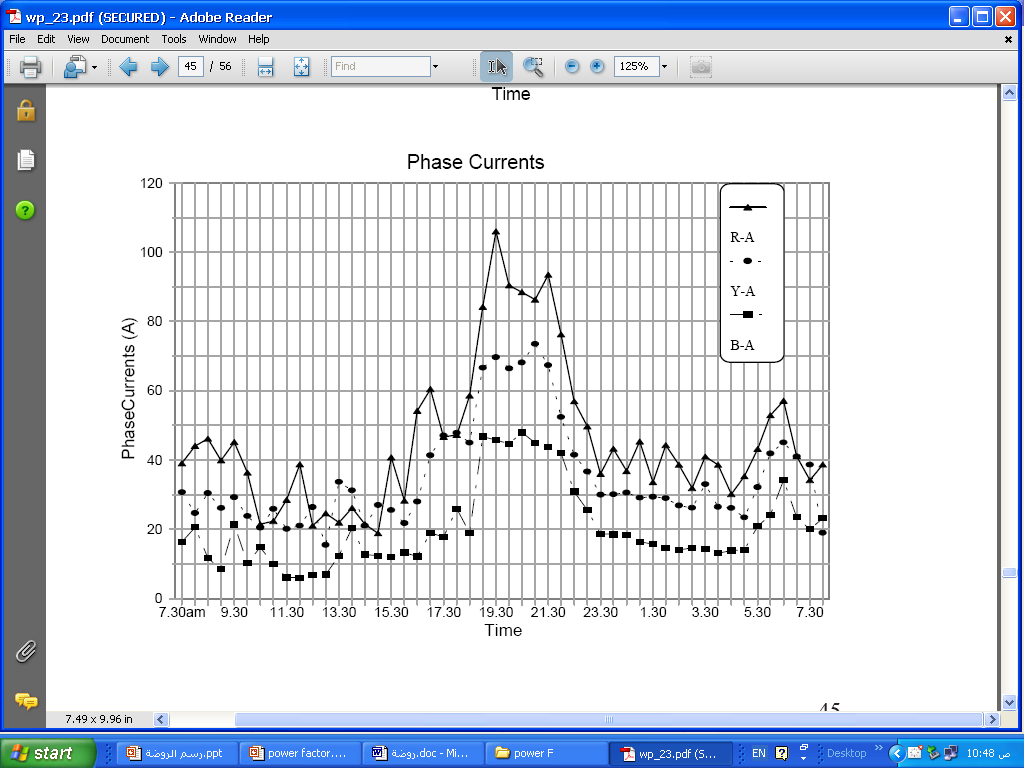 wp_23.pdf (SECURED) - Adobe Reader
File Edit View Document Tools Window Help
45 / 56 Find 125%
Time
Phase Currents
120
100
80
60
40
20
0
PhaseCurrents (A)
R-A
Y-A
B-A
7.30am 9.30 11.30 13.30 15.30 17.30 19.30 21.30 23.30 1.30 3.30 5.30 7.30
Time
45
7.49 x 9.96 in
start رسم الروضة.ppt power factor.... روضة.doc - Mi... power F wp_23.pdf (S... EN Desktop 10:48 ص